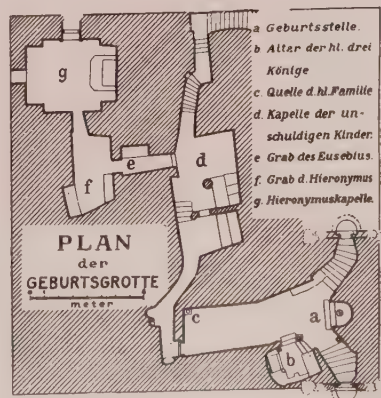 a Geburtsstelle.
b Altar der hl. drei
Könige
c. Quelle d. hl. Familie
d. Kapelle der un-
schuldigen Kinder.
e Grab des Eusebius.
f. Grab d. Hieronymus
g. Hieronymuskapelle.
g
e
d
f
PLAN
der
GEBURTSGROTTE
meter
c
a
b